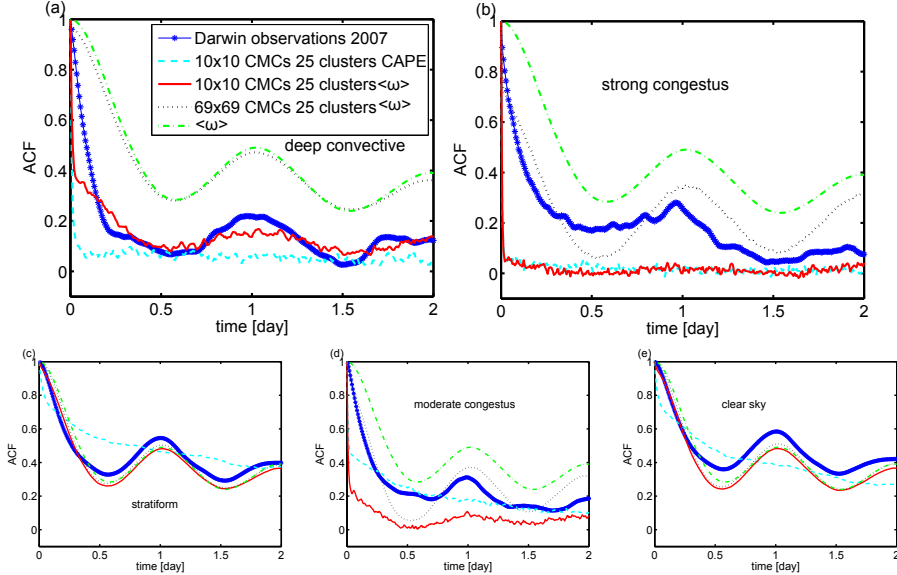 (a)
ACF
1
0.8
0.6
0.4
0.2
0
Darwin observations 2007
10x10 CMCs 25 clusters CAPE
10x10 CMCs 25 clusters<ω>
69x69 CMCs 25 clusters<ω>
<ω>
deep convective
0 0.5 1 1.5 2
time [day]
(b)
ACF
1
0.8
0.6
0.4
0.2
0
strong congestus
0 0.5 1 1.5 2
time [day]
(c)
ACF
1
0.8
0.6
0.4
0.2
0
stratiform
0 0.5 1 1.5 2
time [day]
(d)
ACF
1
0.8
0.6
0.4
0.2
0
moderate congestus
0 0.5 1 1.5 2
time [day]
(e)
ACF
1
0.8
0.6
0.4
0.2
0
clear sky
0 0.5 1 1.5 2
time [day]